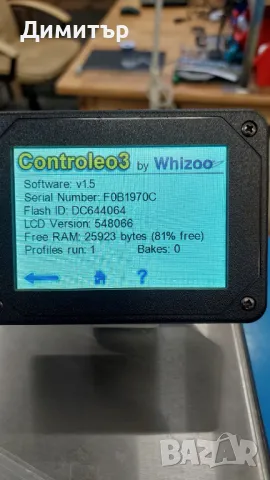 Димитър
Controleo3 by Whizoo
Software: v1.5
Serial Number: F0B1970C
Flash ID: DC644064
LCD Version: 548066
Free RAM: 25923 bytes (81% free)
Profiles run: 1 Bakes: 0
?
BAZAR